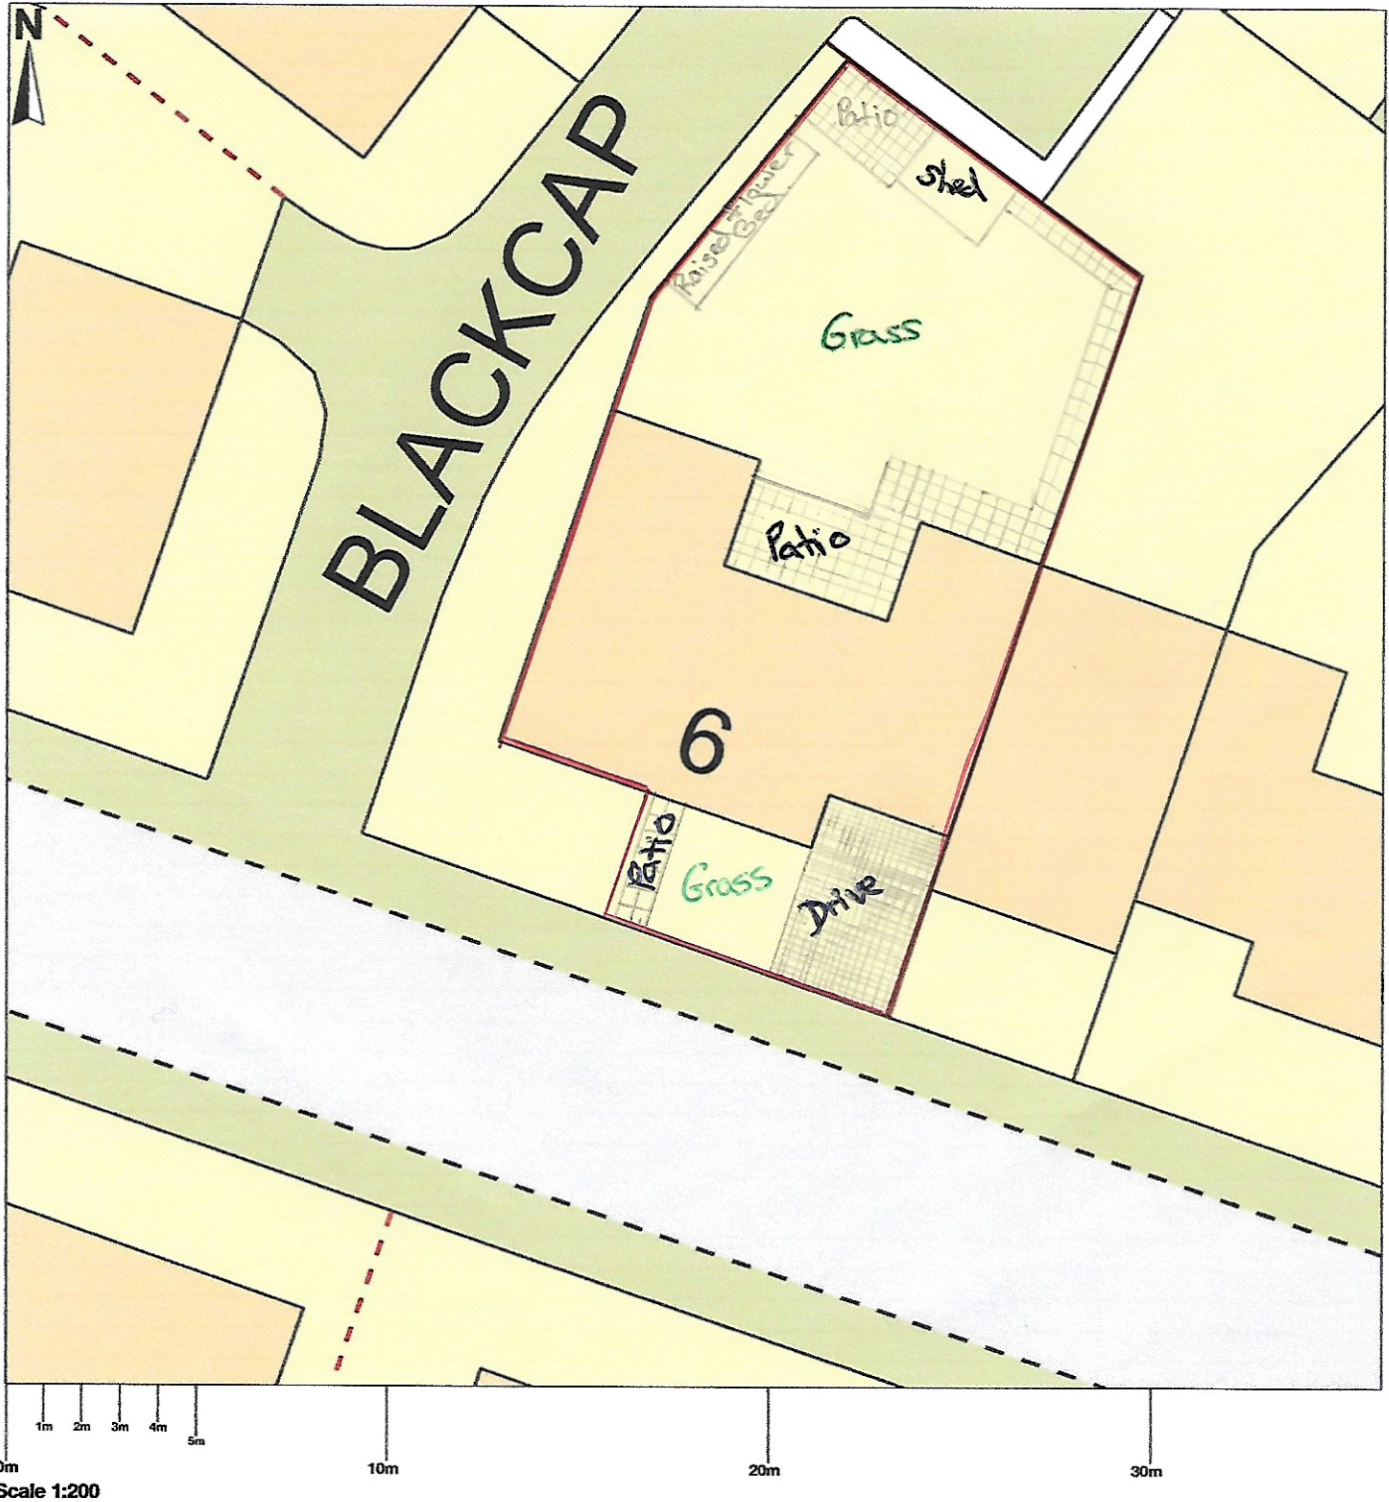 N
Patio
Shed
Raised Flower
Bed
Grass
BLACKCAP
Patio
6
Patio
Grass
Drive
1m
2m
3m
4m
5m
0m
10m
20m
30m
Scale 1:200